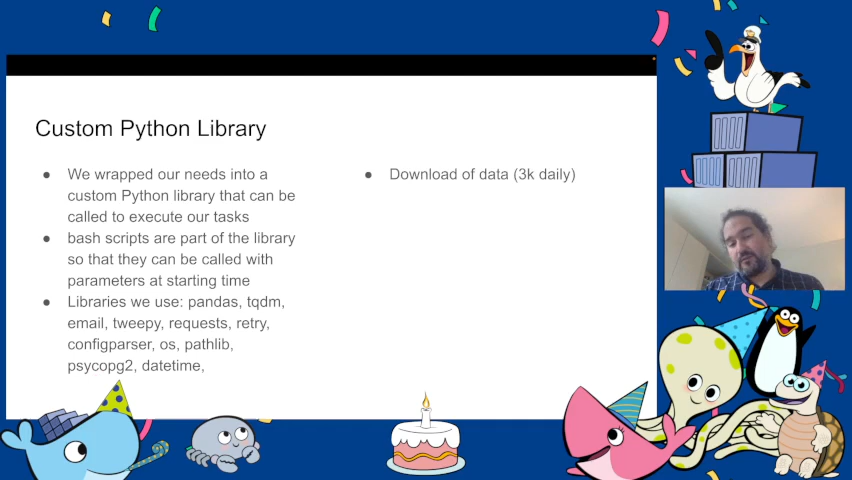 Custom Python Library
● We wrapped our needs into a
custom Python library that can be
called to execute our tasks
● bash scripts are part of the library
so that they can be called with
parameters at starting time
● Libraries we use: pandas, tqdm,
email, tweepy, requests, retry,
configparser, os, pathlib,
psycopg2, datetime,
● Download of data (3k daily)